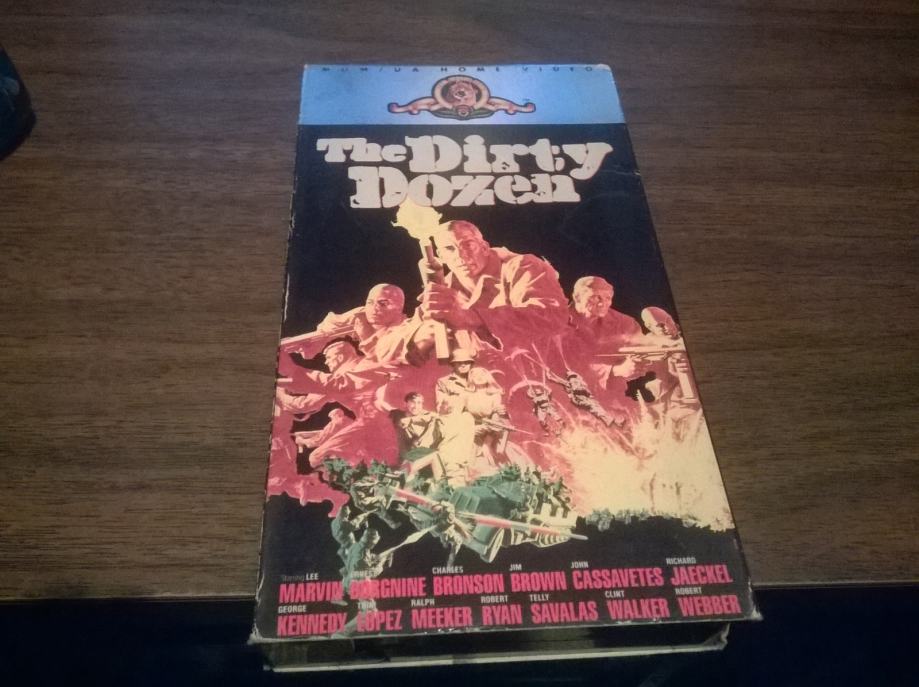 MGM/UA HOME VIDEO
The Dirty
Dozen
Starring LEE ERNEST CHARLES JIM JOHN RICHARD
MARVIN BORGNINE BRONSON BROWN CASSAVETES JAECKEL
GEORGE TRINI RALPH ROBERT TELLY CLINT ROBERT
KENNEDY LOPEZ MEEKER RYAN SAVALAS WALKER WEBBER